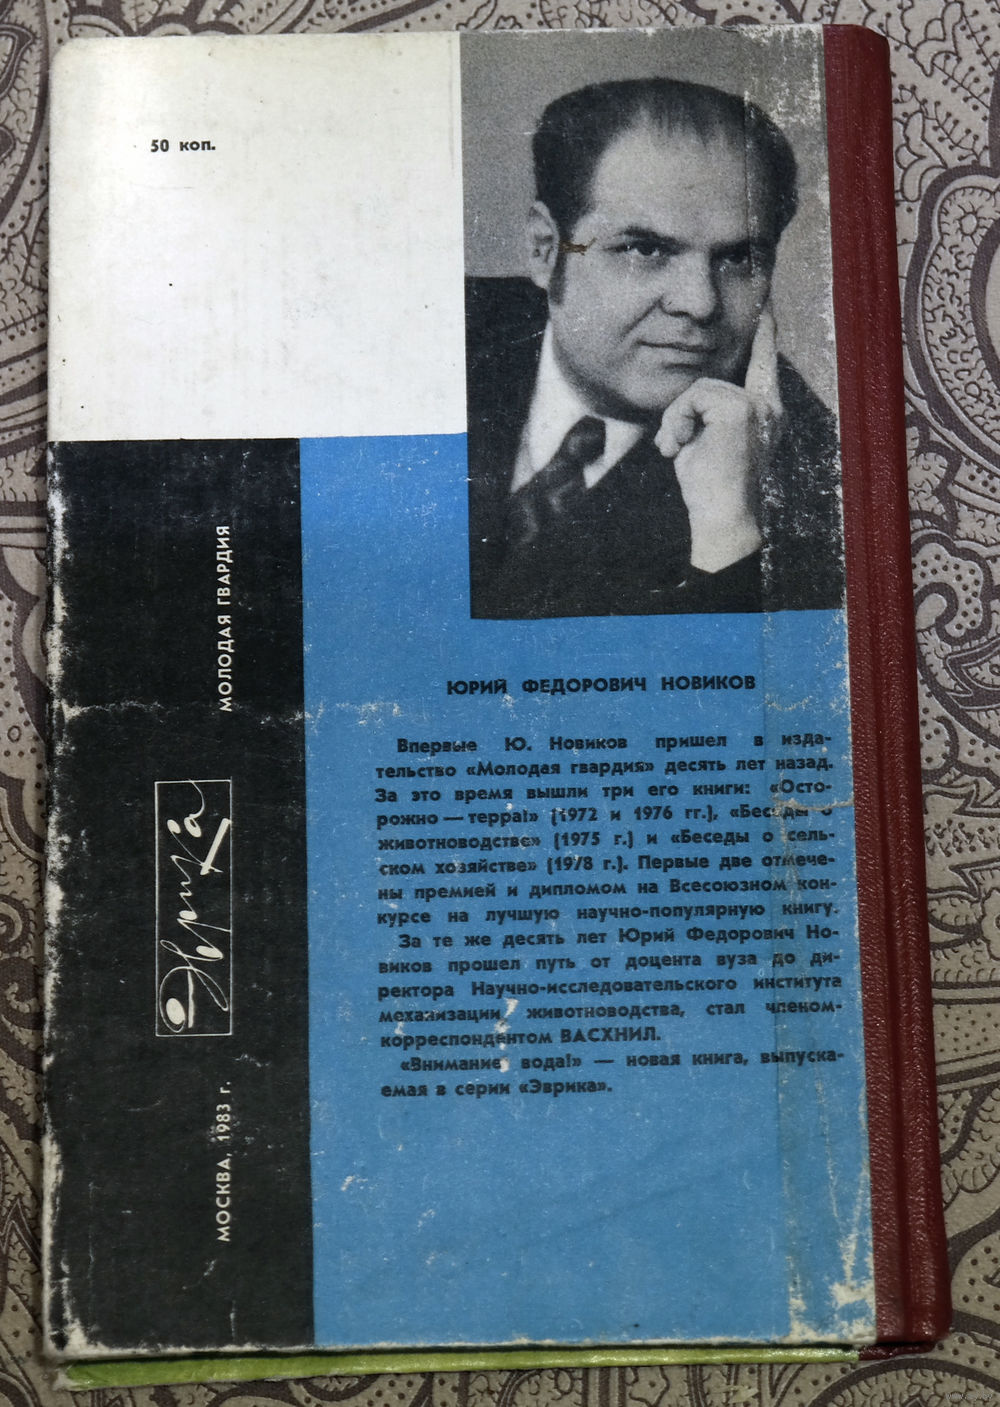 50 коп.
ЮРИЙ ФЕДОРОВИЧ НОВИКОВ
Впервые Ю. Новиков пришел в изда-
тельство «Молодая гвардия» десять лет назад.
За это время вышли три его книги: «Осто-
рожно — терра!» (1972 и 1976 гг.), «Беседы о
животноводстве» (1975 г.) и «Беседы о сель-
ском хозяйстве» (1978 г.). Первые две отмече-
ны премией и дипломом на Всесоюзном кон-
курсе на лучшую научно-популярную книгу.
За те же десять лет Юрий Федорович Но-
виков прошел путь от доцента вуза до ди-
ректора Научно-исследовательского института
механизации животноводства, стал членом-
корреспондентом ВАСХНИЛ.
«Внимание, вода!» — новая книга, выпуска-
емая в серии «Эврика».
МОСКВА, 1983 г.
Эврика
МОЛОДАЯ ГВАРДИЯ